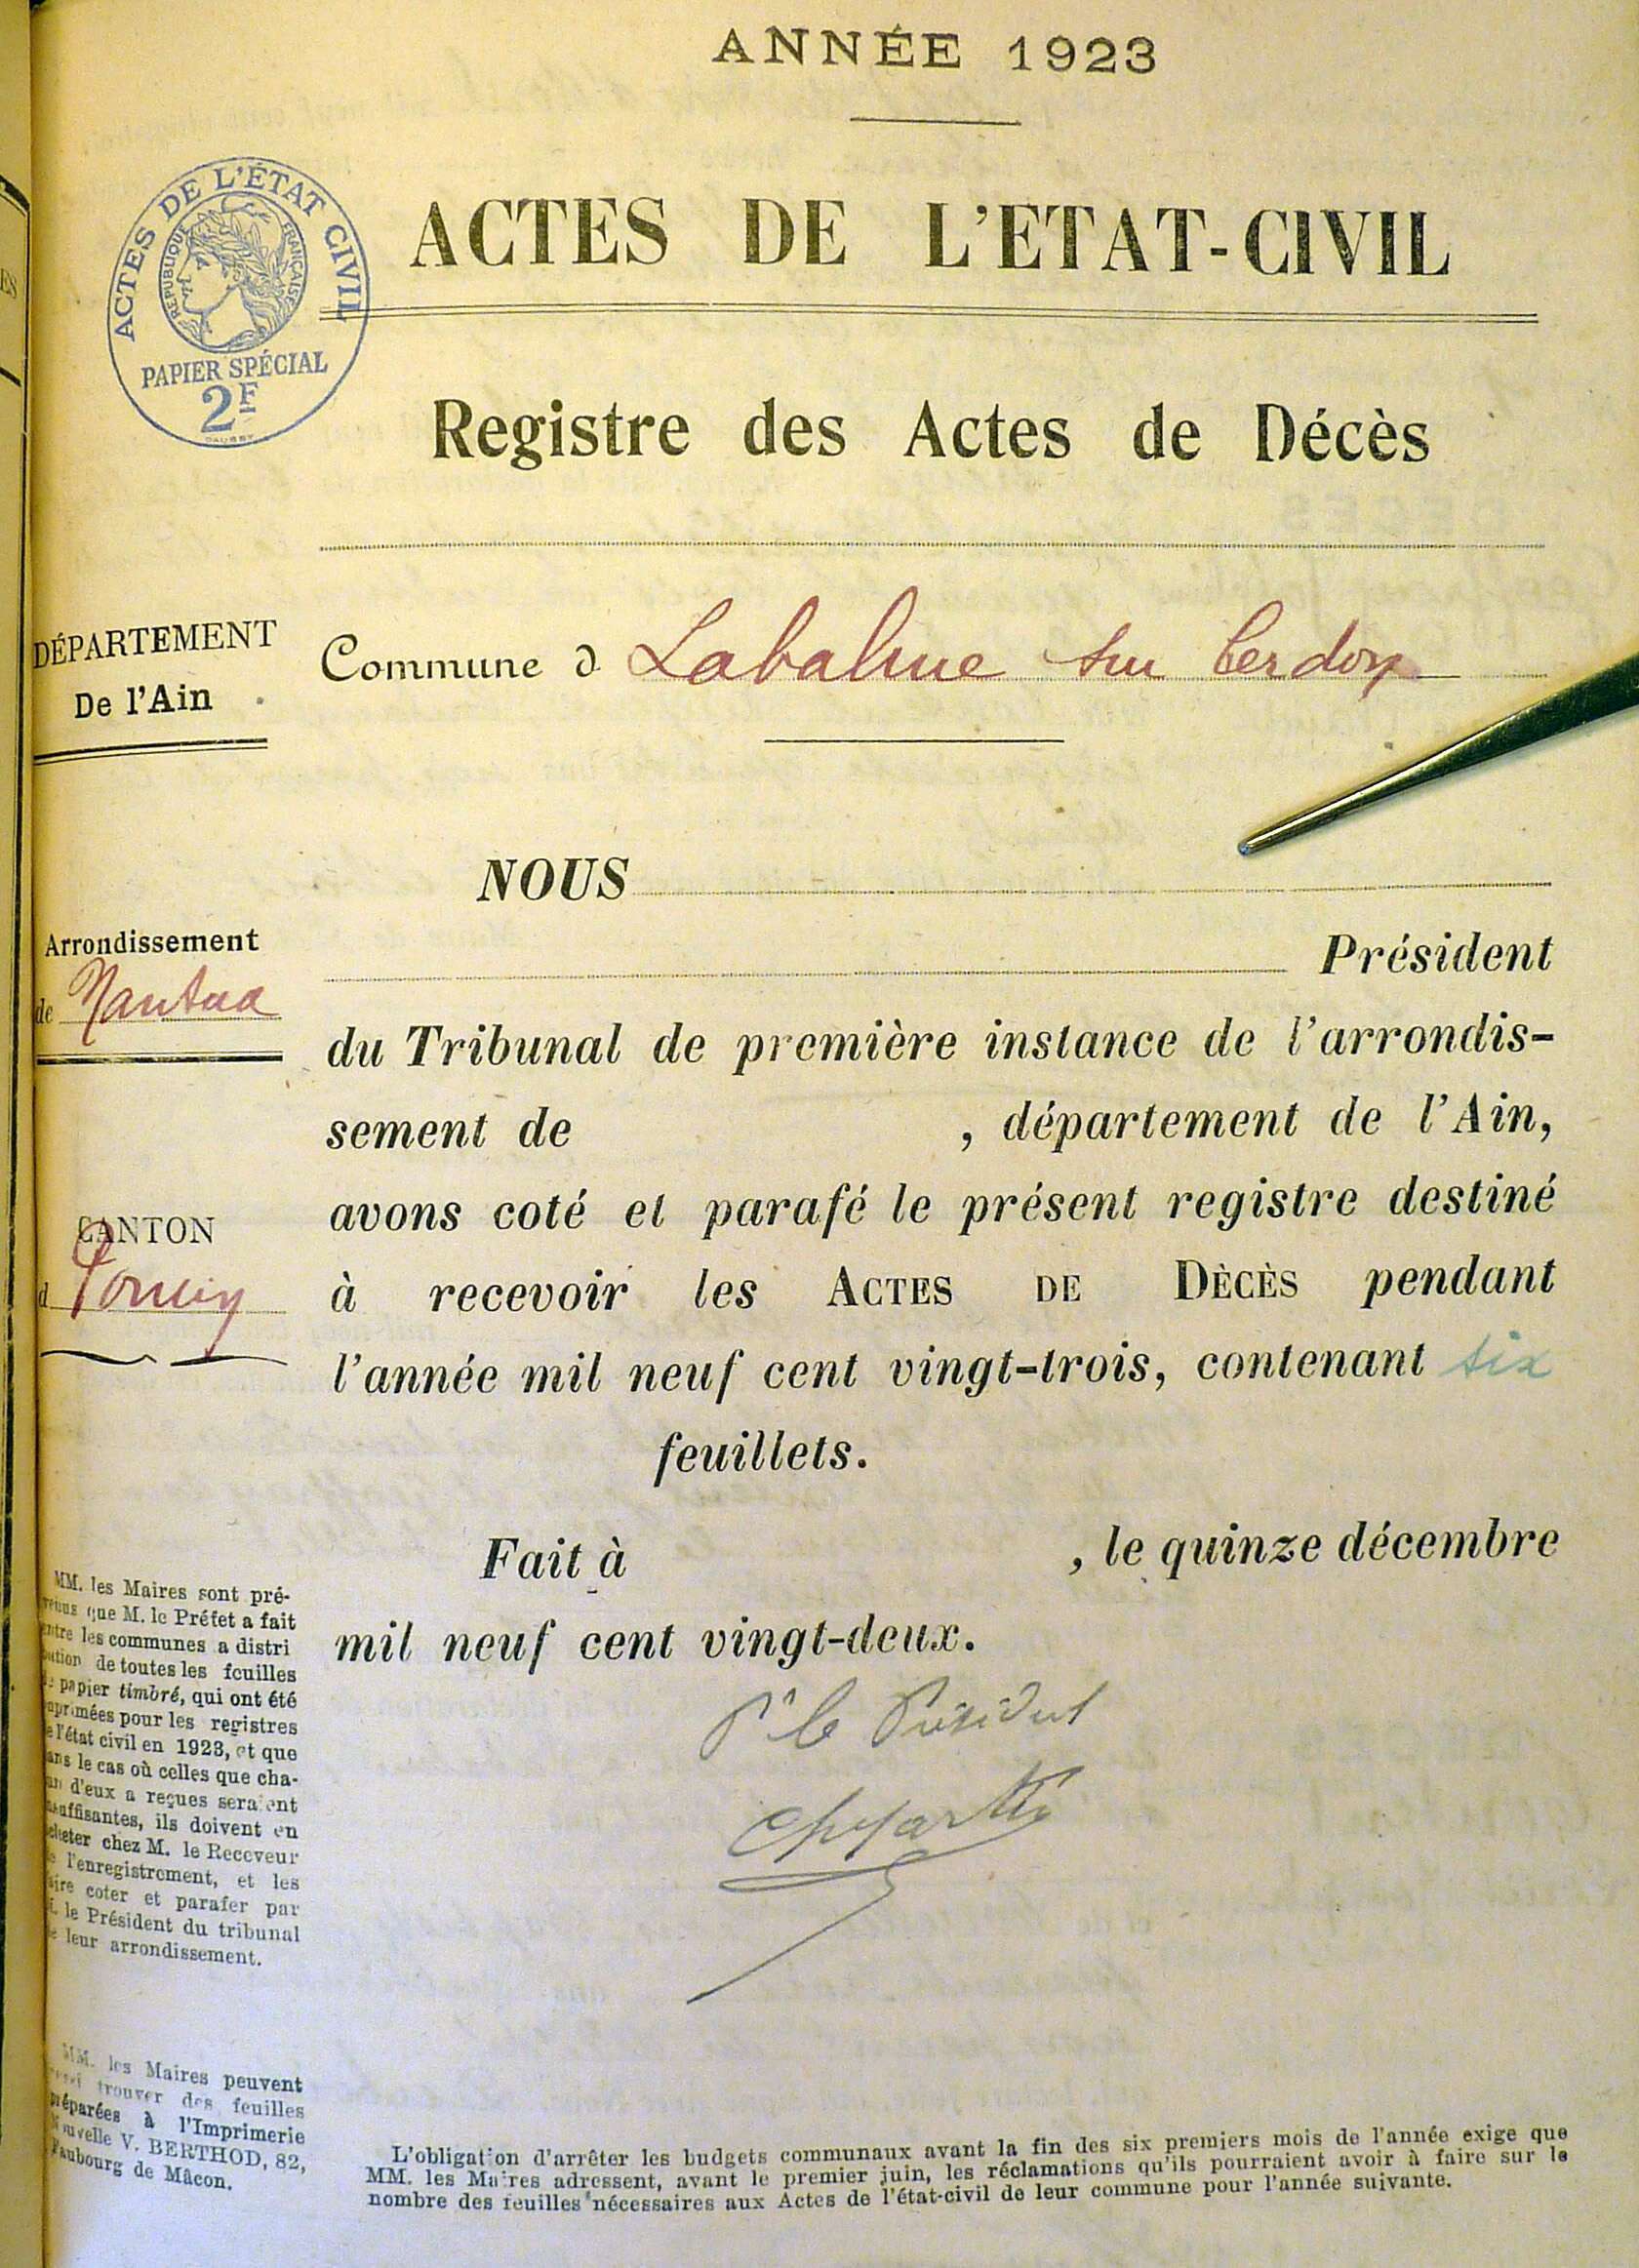 ANNÉE 1923
ACTES DE L'ÉTAT CIVIL
RÉPUBLIQUE FRANÇAISE
PAPIER SPÉCIAL
2F
ACTES DE L'ETAT-CIVIL
Registre des Actes de Décès
DÉPARTEMENT
De l'Ain
Commune d Labalme sur Cerdon
NOUS
Président
Arrondissement
de Nantua
du Tribunal de première instance de l'arrondis-
sement de , département de l'Ain,
avons coté et parafé le présent registre destiné
CANTON
d Poncin
à recevoir les ACTES DE DÈCÈS pendant
l'année mil neuf cent vingt-trois, contenant six
feuillets.
Fait à , le quinze décembre
mil neuf cent vingt-deux.
Pr le Président
MM. les Maires sont pré-
que M. le Préfet a fait
les communes a distri
de toutes les feuilles
papier timbré, qui ont été
pour les registres
l'état civil en 1923, et que
le cas où celles que cha-
d'eux a reçues seraient
ils doivent en
chez M. le Receveur
l'enregistrement, et les
coter et parafer par
le Président du tribunal
leur arrondissement.
MM. les Maires peuvent
trouver des feuilles
préparées à l'Imprimerie
Nouvelle V. BERTHOD, 82,
Faubourg de Mâcon.
L'obligation d'arrêter les budgets communaux avant la fin des six premiers mois de l'année exige que
MM. les Maires adressent, avant le premier juin, les réclamations qu'ils pourraient avoir à faire sur le
nombre des feuilles nécessaires aux Actes de l'état-civil de leur commune pour l'année suivante.